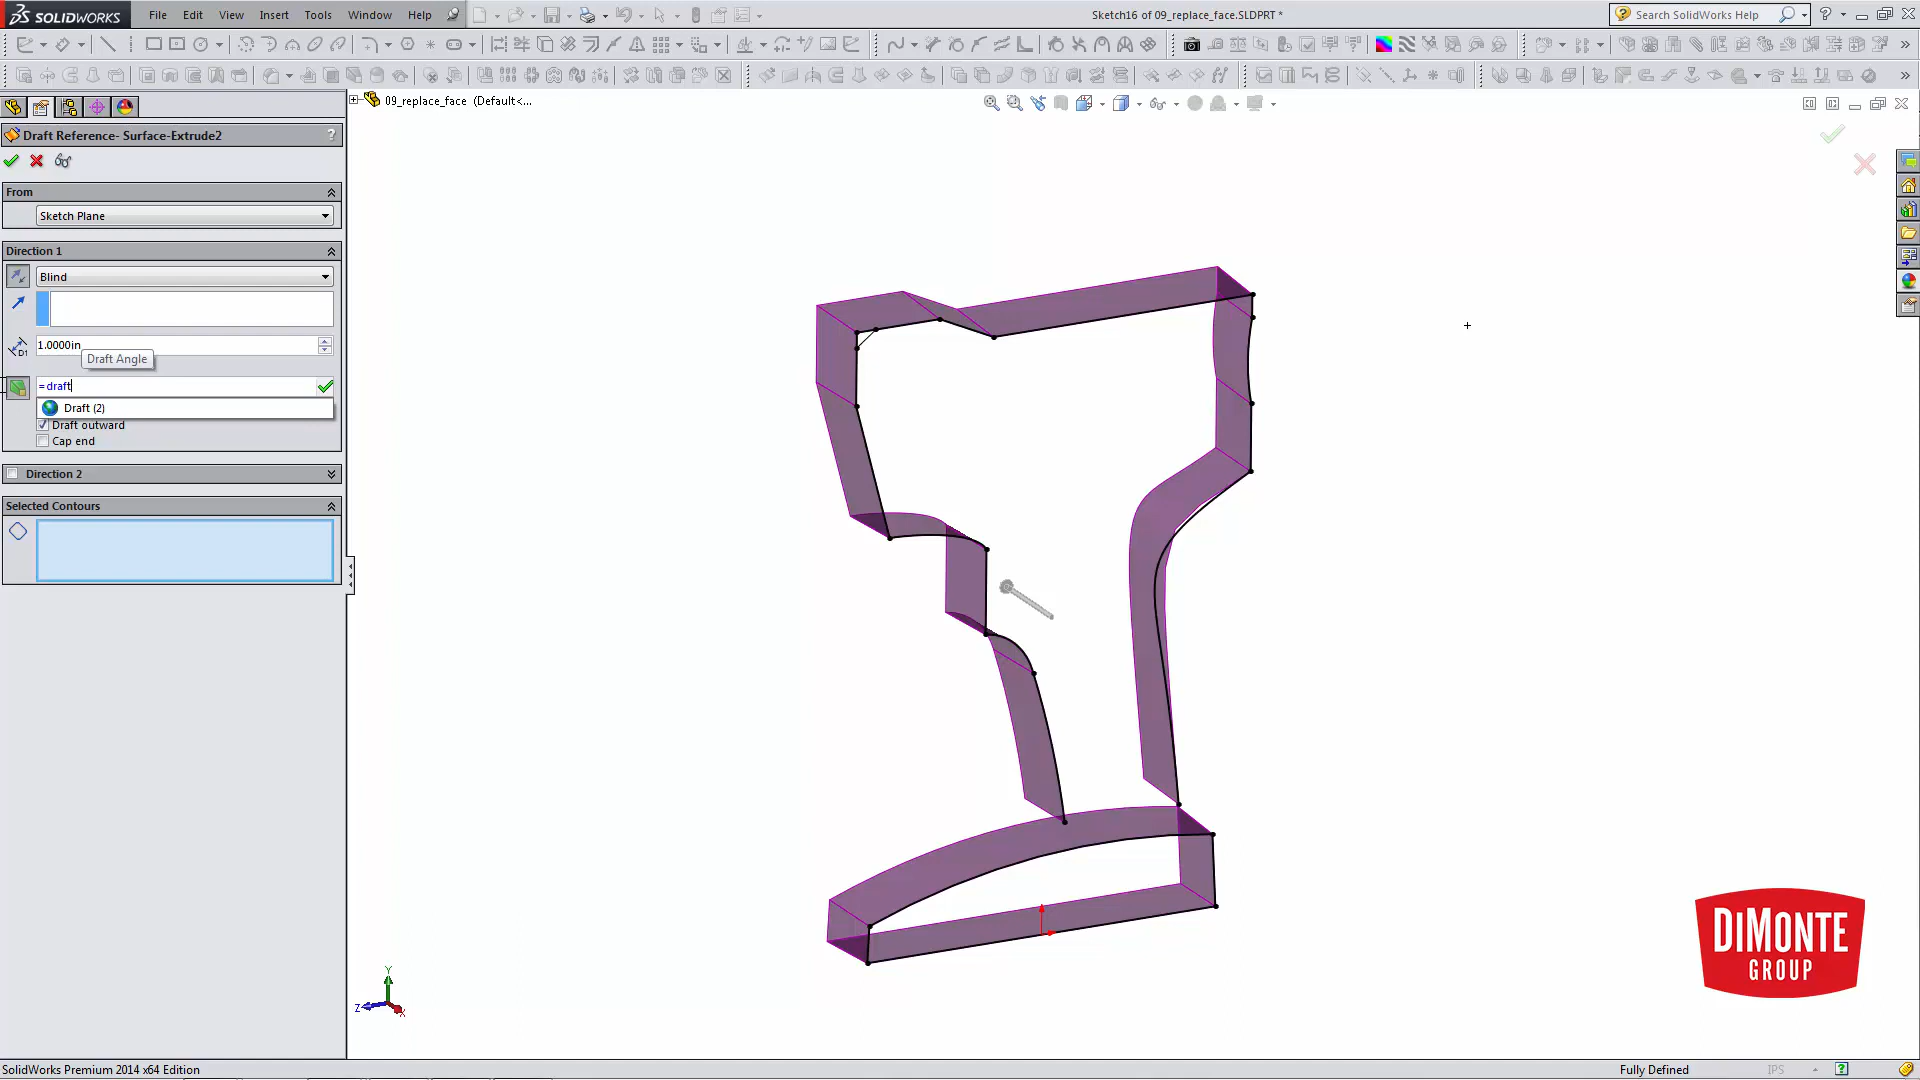 SOLIDWORKS File Edit View Insert Tools Window Help Sketch16 of 09_replace_face.SLDPRT * Search SolidWorks Help
09_replace_face (Default<...
Draft Reference- Surface-Extrude2 ?
From
Sketch Plane
Direction 1
Blind
D1 1.0000in
Draft Angle
=draft
Draft (2)
Draft outward
Cap end
Direction 2
Selected Contours
DIMONTE
GROUP
Y
Z
X
SolidWorks Premium 2014 x64 Edition Fully Defined IPS